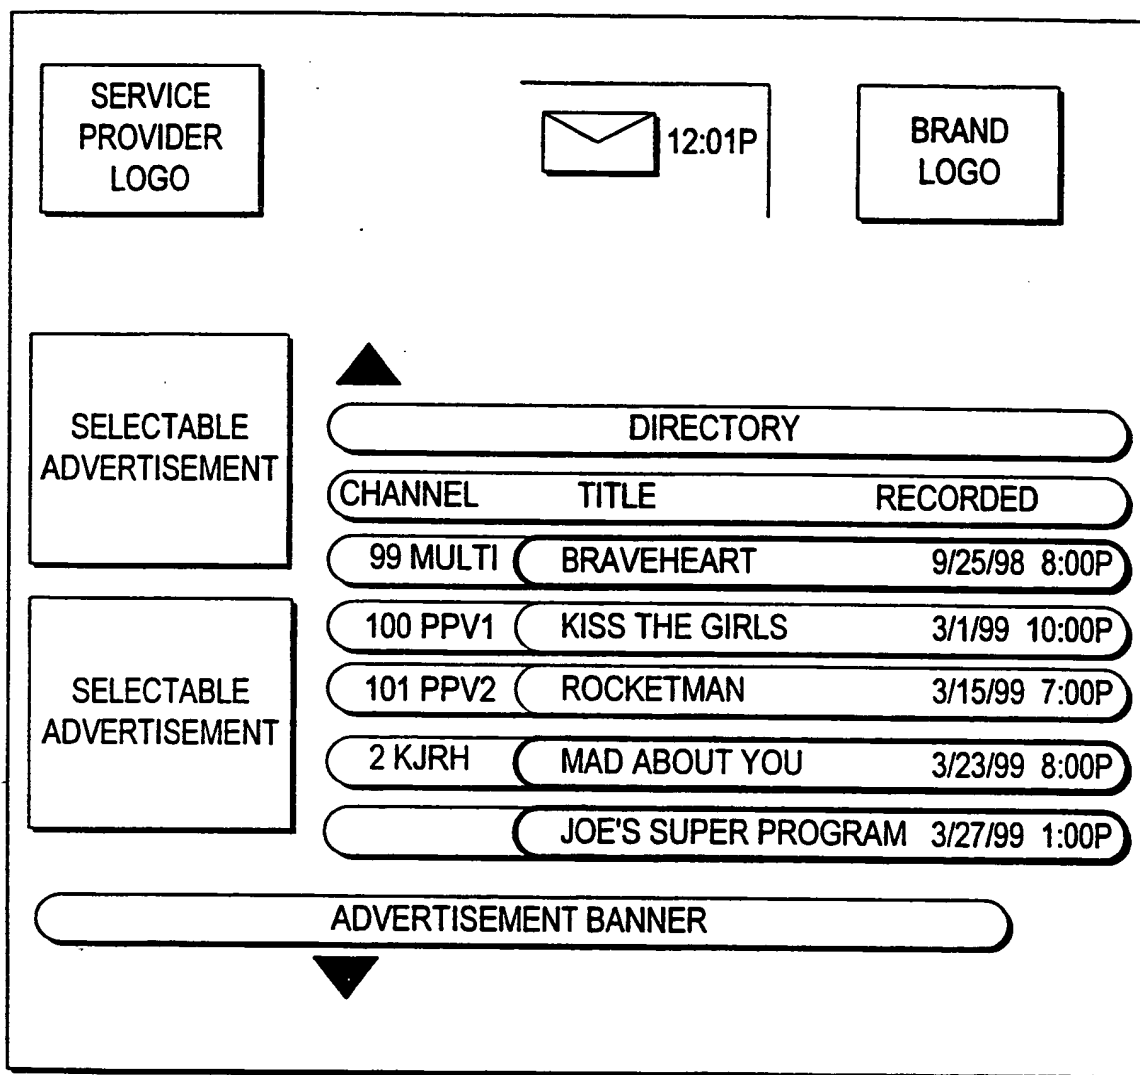 SERVICE
PROVIDER
LOGO
12:01P
BRAND
LOGO
SELECTABLE
ADVERTISEMENT
SELECTABLE
ADVERTISEMENT
DIRECTORY
CHANNEL TITLE RECORDED
99 MULTI BRAVEHEART 9/25/98 8:00P
100 PPV1 KISS THE GIRLS 3/1/99 10:00P
101 PPV2 ROCKETMAN 3/15/99 7:00P
2 KJRH MAD ABOUT YOU 3/23/99 8:00P
JOE'S SUPER PROGRAM 3/27/99 1:00P
ADVERTISEMENT BANNER